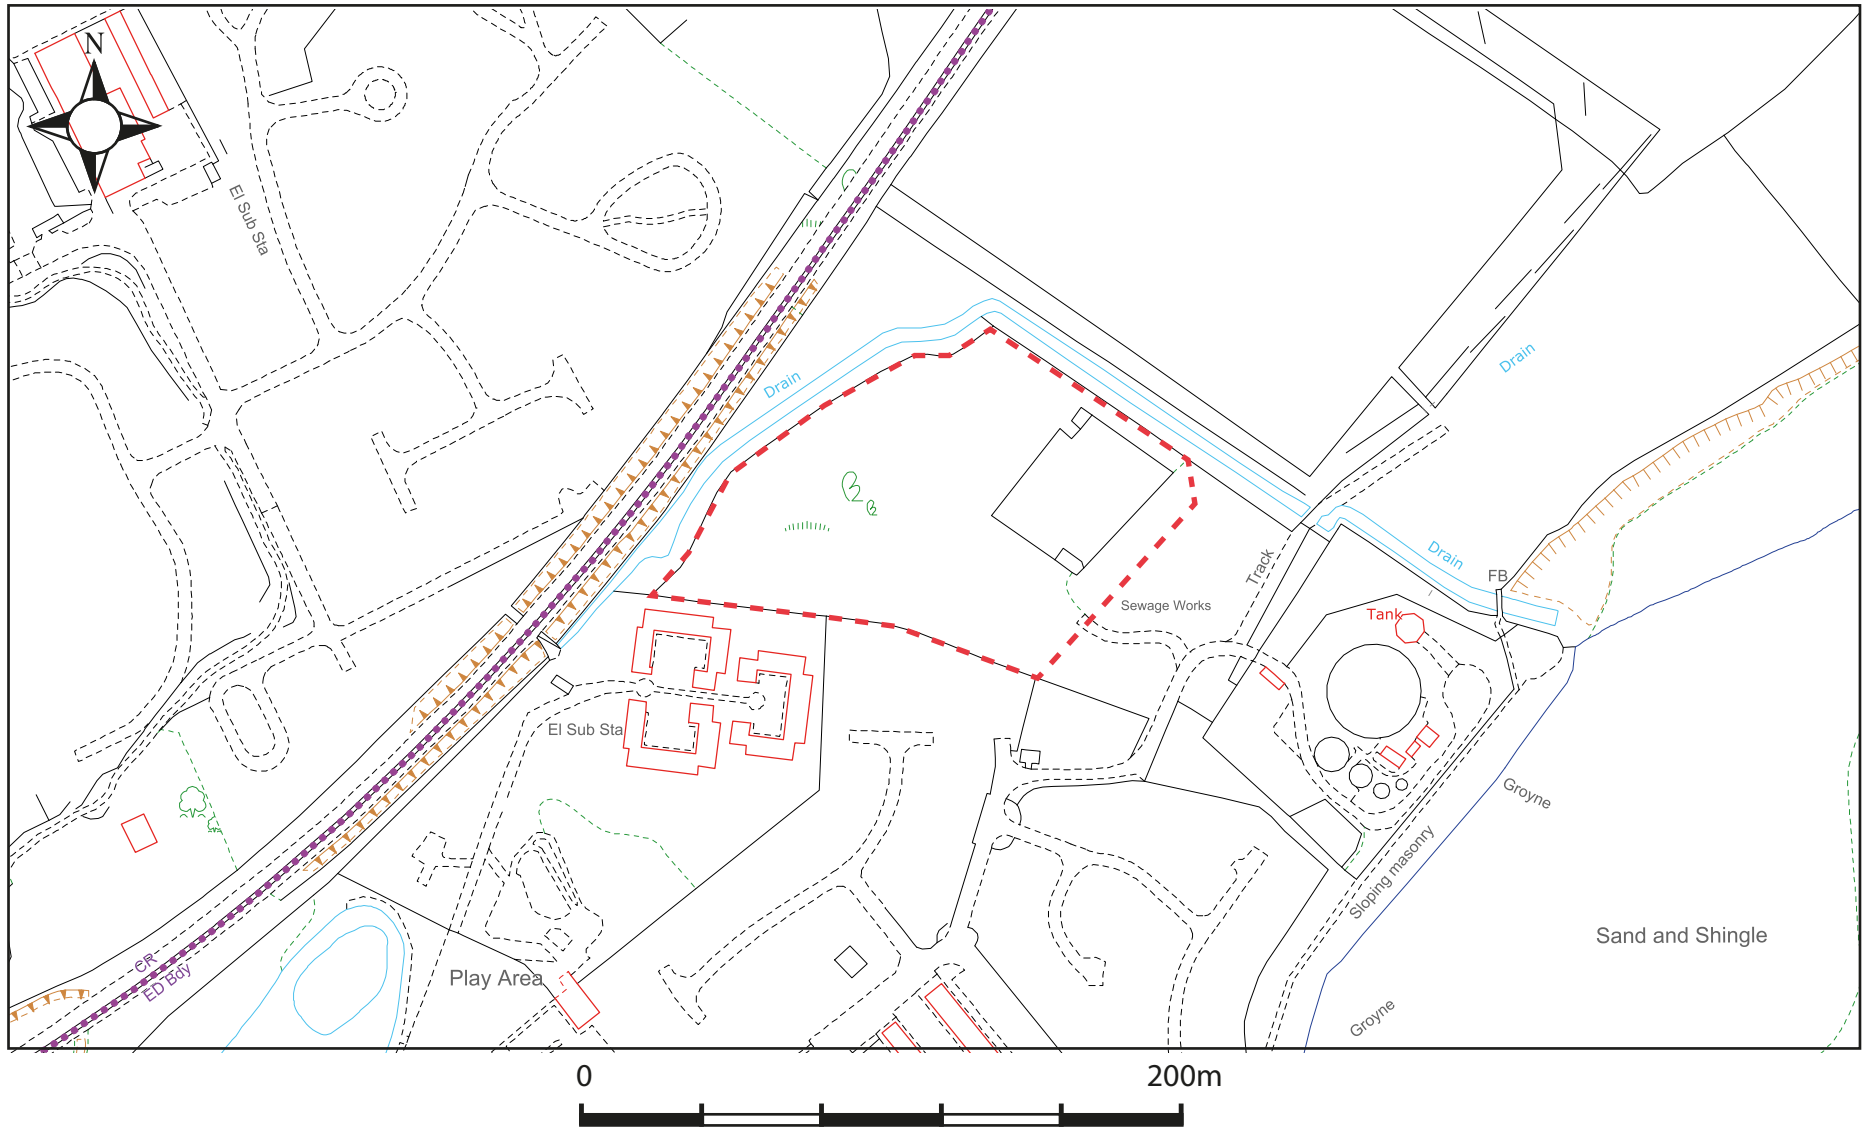 N
El Sub Sta
Drain
Drain
Drain
FB
Track
Sewage Works
Tank
El Sub Sta
Groyne
Sloping masonry
Sand and Shingle
CR
ED Bdy
Play Area
Groyne
0
200m